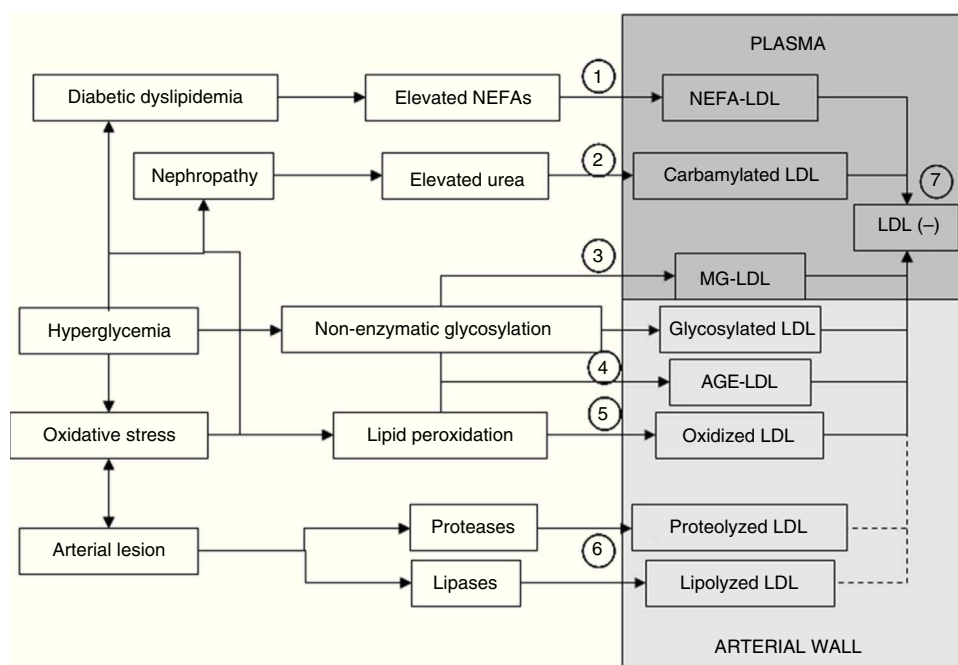 PLASMA
1
Diabetic dyslipidemia
Elevated NEFAs
NEFA-LDL
2
Nephropathy
Elevated urea
Carbamylated LDL
7
LDL (–)
3
MG-LDL
Hyperglycemia
Non-enzymatic glycosylation
Glycosylated LDL
4
AGE-LDL
5
Oxidative stress
Lipid peroxidation
Oxidized LDL
Proteases
Proteolyzed LDL
Arterial lesion
6
Lipases
Lipolyzed LDL
ARTERIAL WALL